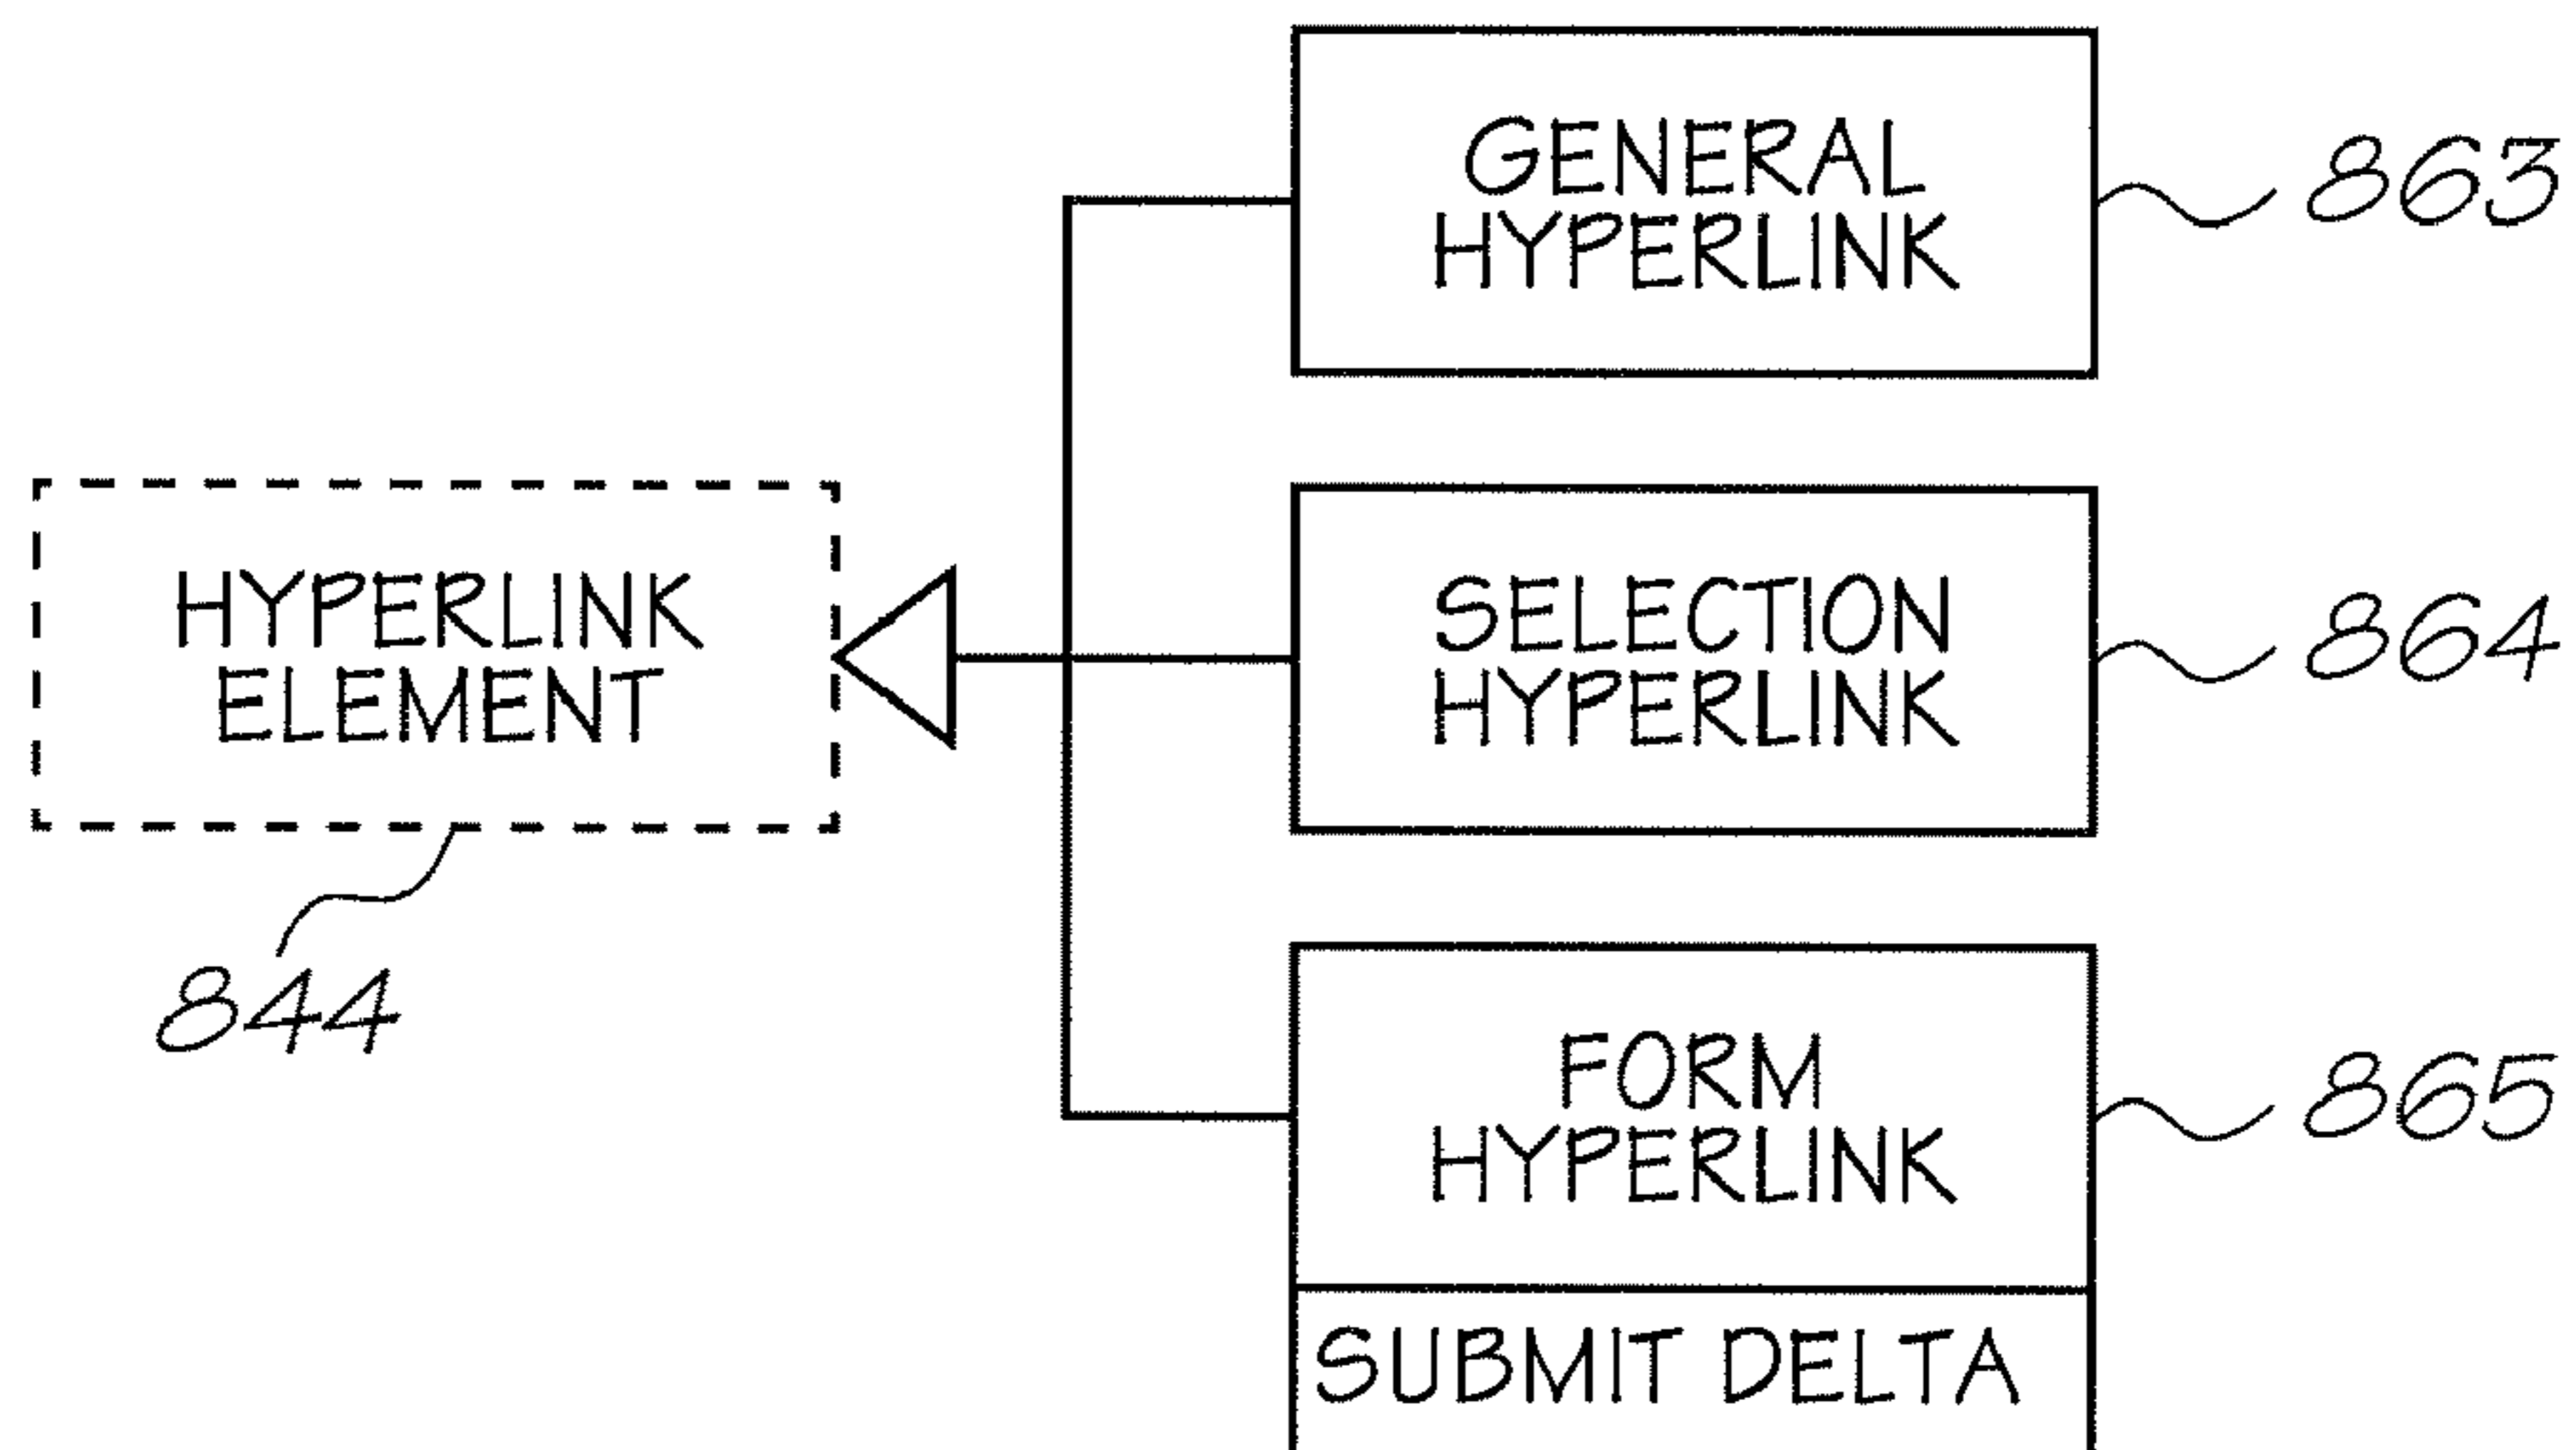 GENERAL
HYPERLINK
863
HYPERLINK
ELEMENT
844
SELECTION
HYPERLINK
864
FORM
HYPERLINK
865
SUBMIT DELTA